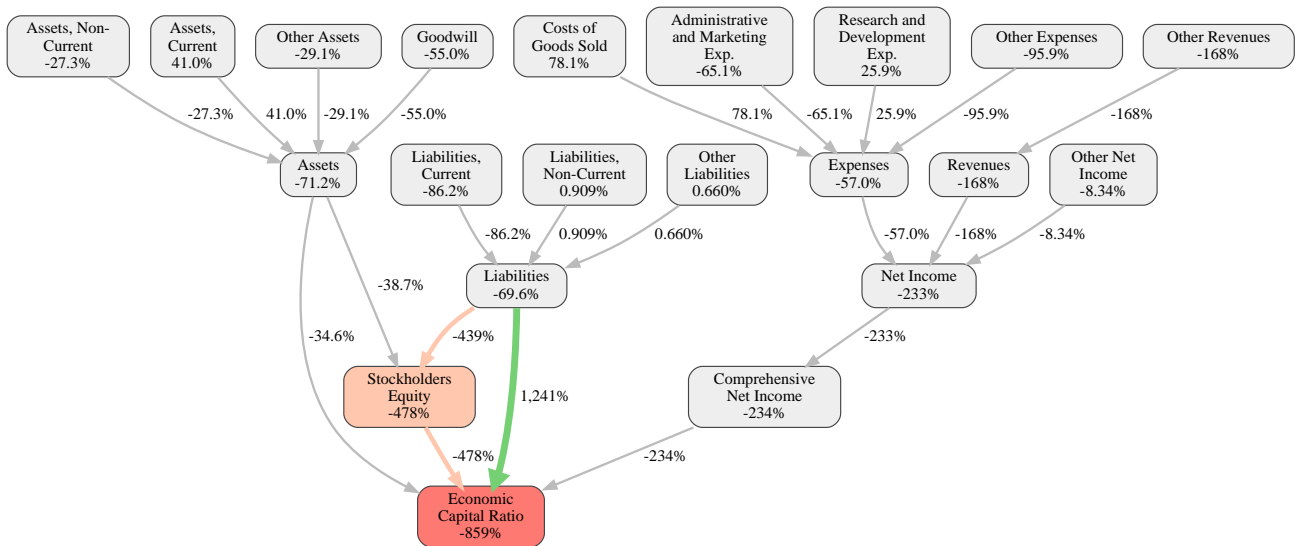 Assets, Non-
Current
-27.3%
Assets,
Current
41.0%
Other Assets
-29.1%
Goodwill
-55.0%
Costs of
Goods Sold
78.1%
Administrative
and Marketing
Exp.
-65.1%
Research and
Development
Exp.
25.9%
Other Expenses
-95.9%
Other Revenues
-168%
-27.3%
41.0%
-29.1%
-55.0%
78.1%
-65.1%
25.9%
-95.9%
-168%
Assets
-71.2%
Liabilities,
Current
-86.2%
Liabilities,
Non-Current
0.909%
Other
Liabilities
0.660%
Expenses
-57.0%
Revenues
-168%
Other Net
Income
-8.34%
-86.2%
0.909%
0.660%
-57.0%
-168%
-8.34%
Liabilities
-69.6%
Net Income
-233%
-38.7%
-34.6%
-439%
-233%
Stockholders
Equity
-478%
1,241%
Comprehensive
Net Income
-234%
-478%
-234%
Economic
Capital Ratio
-859%